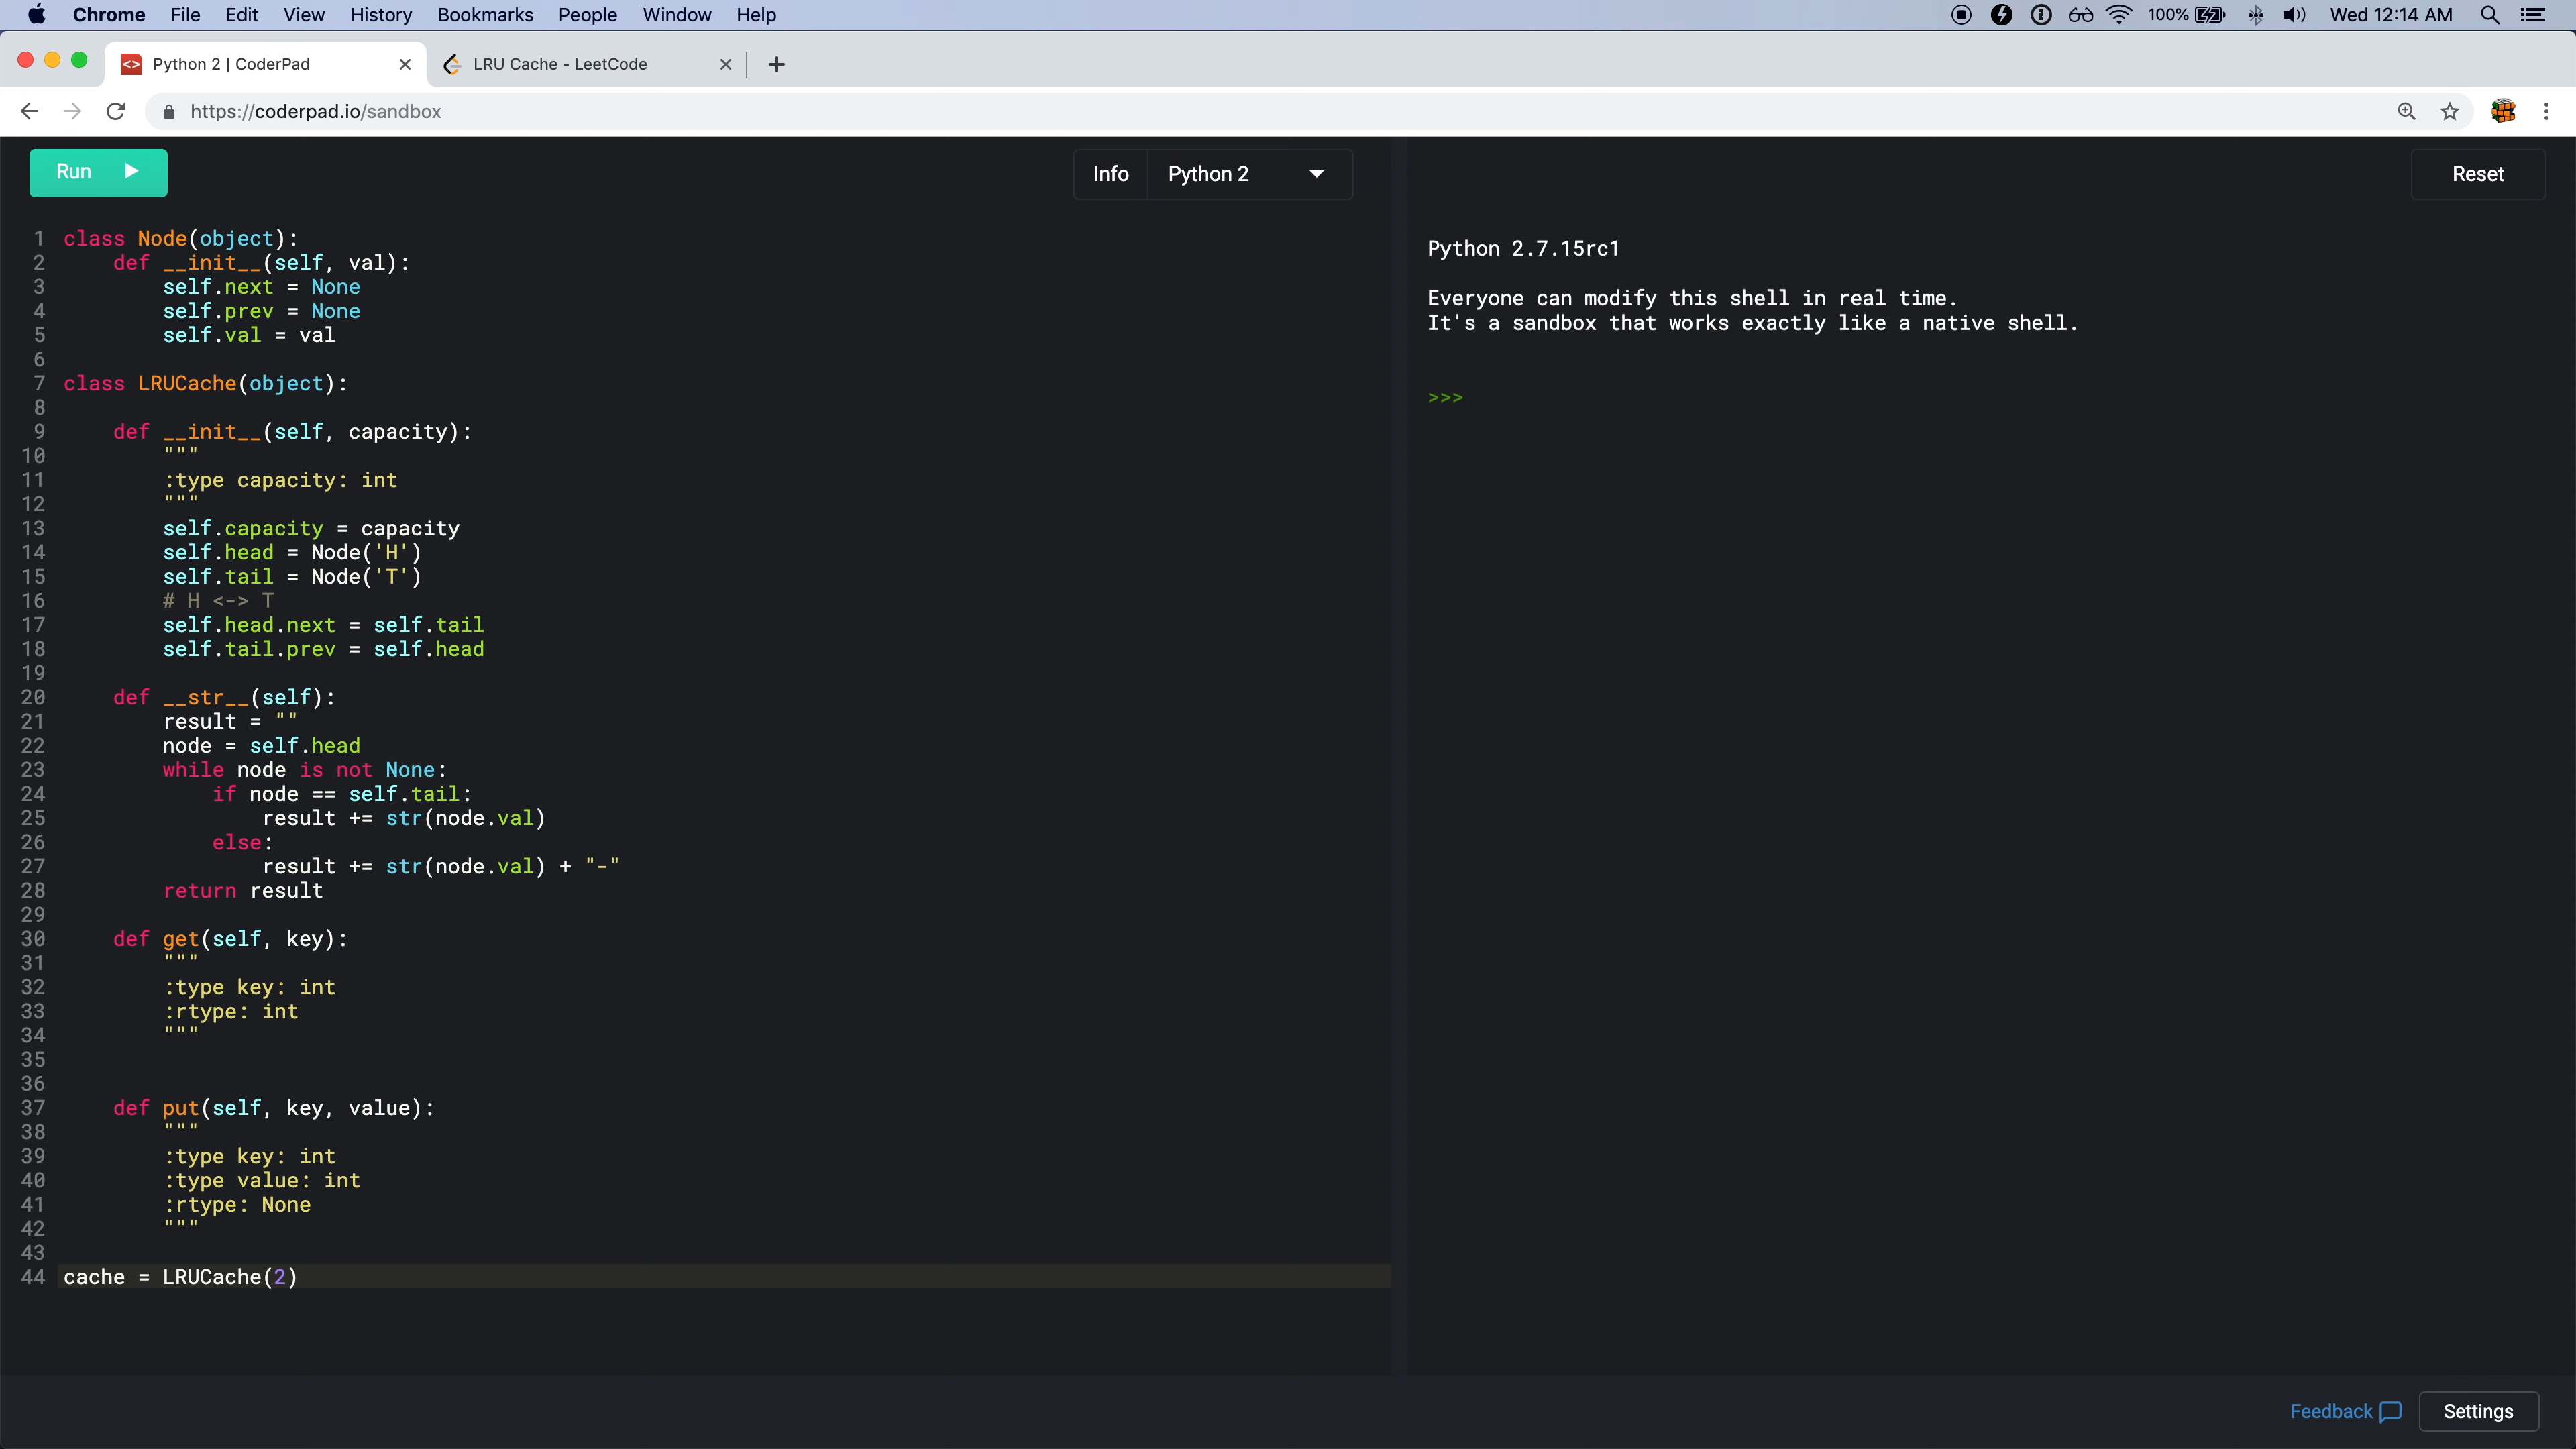 Chrome File Edit View History Bookmarks People Window Help 100% Wed 12:14 AM
Python 2 | CoderPad LRU Cache - LeetCode
https://coderpad.io/sandbox
Run Info Python 2 Reset
1 class Node(object):
2     def __init__(self, val):
3         self.next = None
4         self.prev = None
5         self.val = val
6
7 class LRUCache(object):
8
9     def __init__(self, capacity):
10         """
11         :type capacity: int
12         """
13         self.capacity = capacity
14         self.head = Node('H')
15         self.tail = Node('T')
16         # H <-> T
17         self.head.next = self.tail
18         self.tail.prev = self.head
19
20     def __str__(self):
21         result = ""
22         node = self.head
23         while node is not None:
24             if node == self.tail:
25                 result += str(node.val)
26             else:
27                 result += str(node.val) + "-"
28         return result
29
30     def get(self, key):
31         """
32         :type key: int
33         :rtype: int
34         """
35
36
37     def put(self, key, value):
38         """
39         :type key: int
40         :type value: int
41         :rtype: None
42         """
43
44 cache = LRUCache(2)
Python 2.7.15rc1
Everyone can modify this shell in real time.
It's a sandbox that works exactly like a native shell.
>>>
Feedback Settings